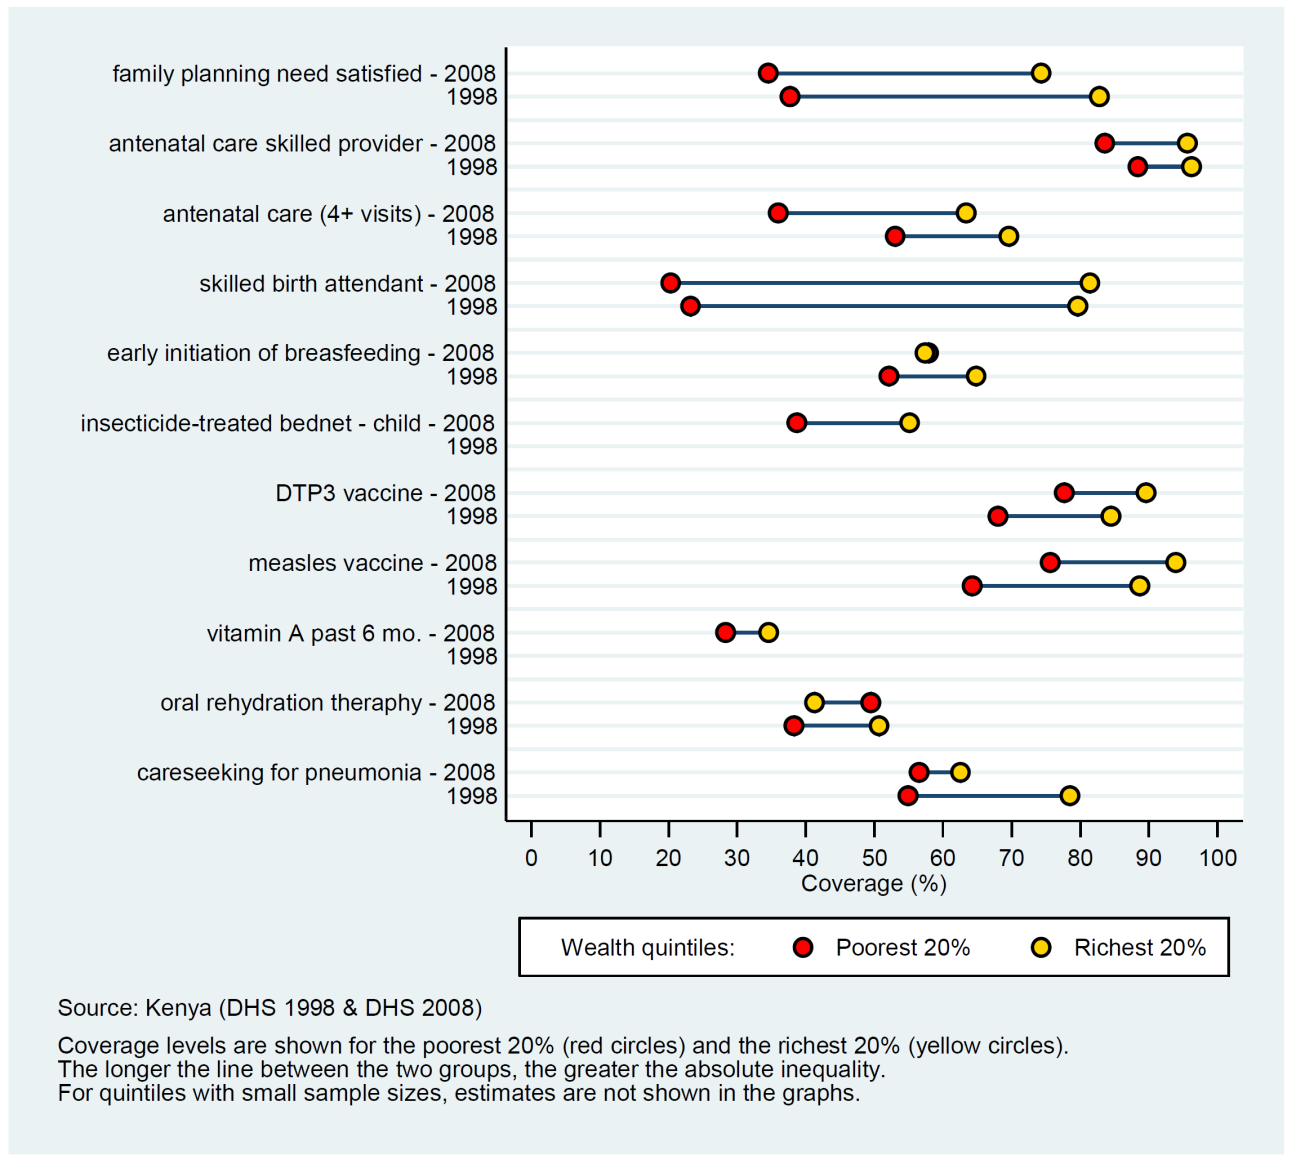 family planning need satisfied - 2008
1998
antenatal care skilled provider - 2008
1998
antenatal care (4+ visits) - 2008
1998
skilled birth attendant - 2008
1998
early initiation of breasfeeding - 2008
1998
insecticide-treated bednet - child - 2008
1998
DTP3 vaccine - 2008
1998
measles vaccine - 2008
1998
vitamin A past 6 mo. - 2008
1998
oral rehydration theraphy - 2008
1998
careseeking for pneumonia - 2008
1998
0 10 20 30 40 50 60 70 80 90 100
Coverage (%)
Wealth quintiles: Poorest 20% Richest 20%
Source: Kenya (DHS 1998 & DHS 2008)
Coverage levels are shown for the poorest 20% (red circles) and the richest 20% (yellow circles).
The longer the line between the two groups, the greater the absolute inequality.
For quintiles with small sample sizes, estimates are not shown in the graphs.